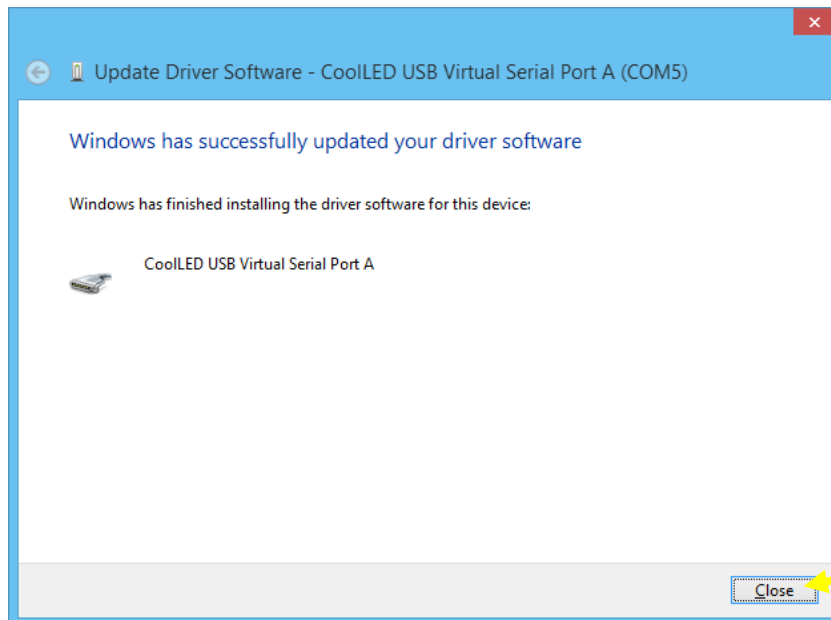 Update Driver Software - CoolLED USB Virtual Serial Port A (COM5)
Windows has successfully updated your driver software
Windows has finished installing the driver software for this device:
CoolLED USB Virtual Serial Port A
Close